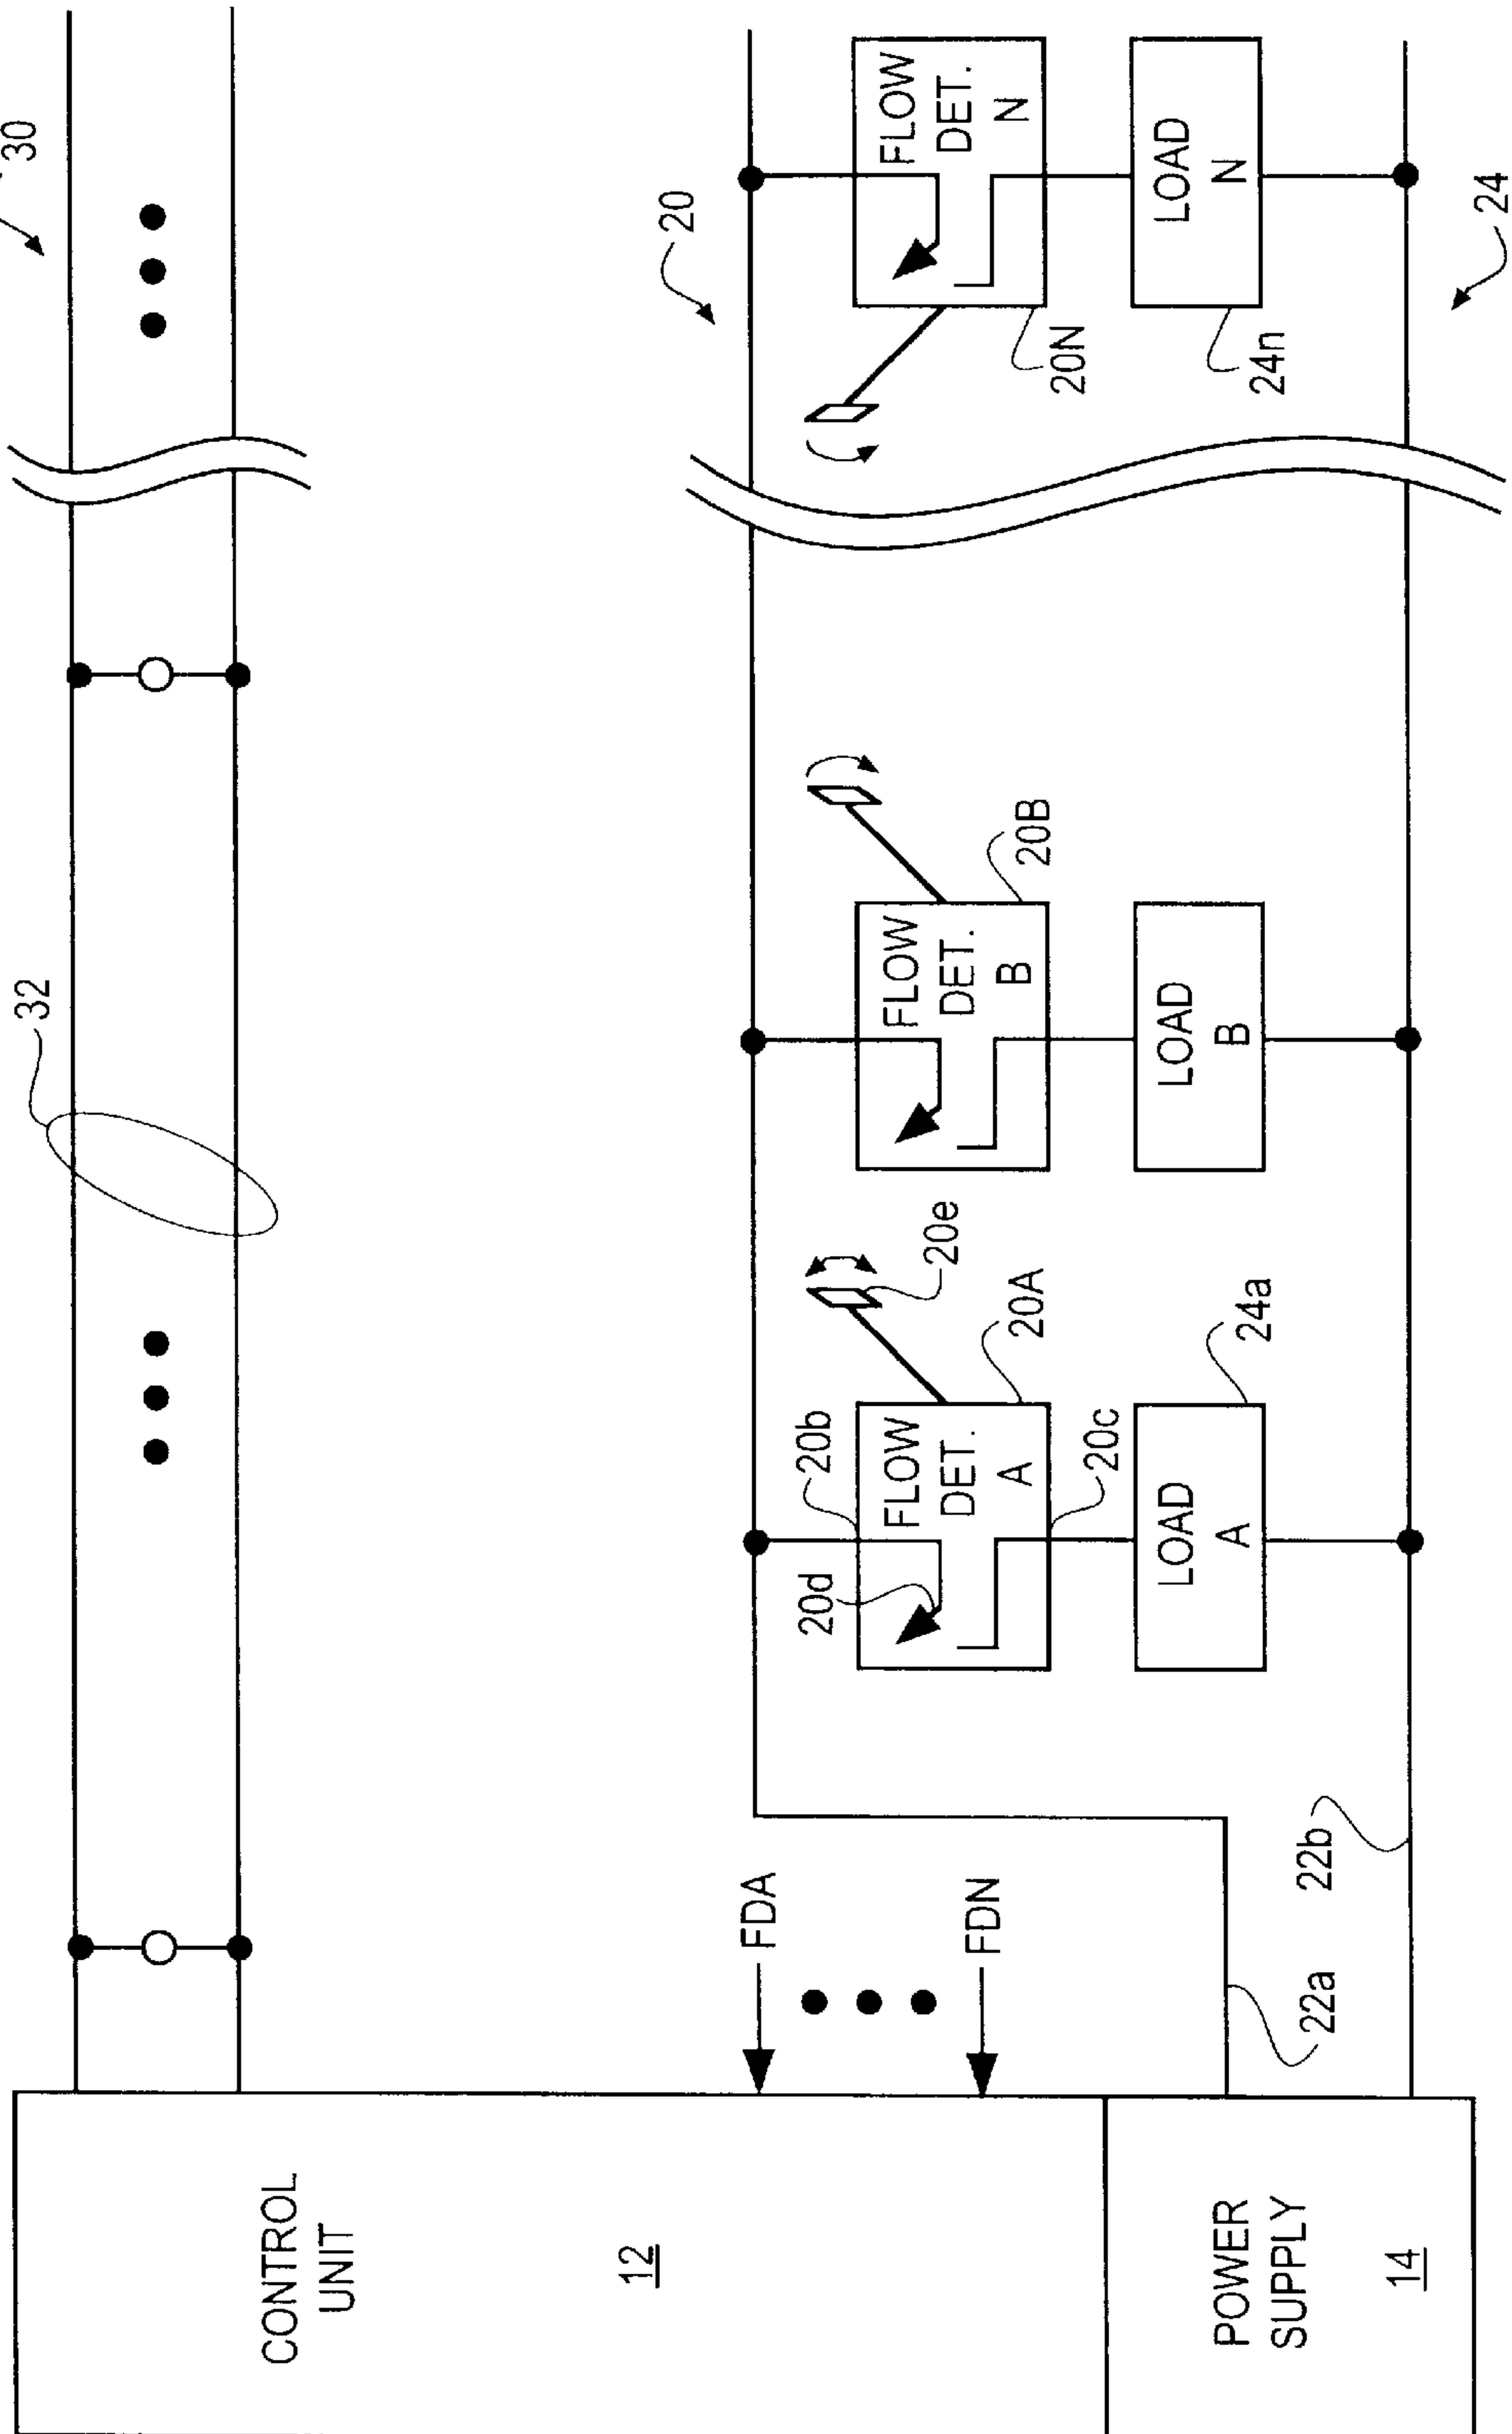 30
32
CONTROL
UNIT
12
POWER
SUPPLY
14
FDA
FDN
22a
22b
20
20b
20d
FLOW
DET.
A
20c
20e
20A
LOAD
A
24a
FLOW
DET.
B
20B
LOAD
B
FLOW
DET.
N
20N
LOAD
N
24n
24